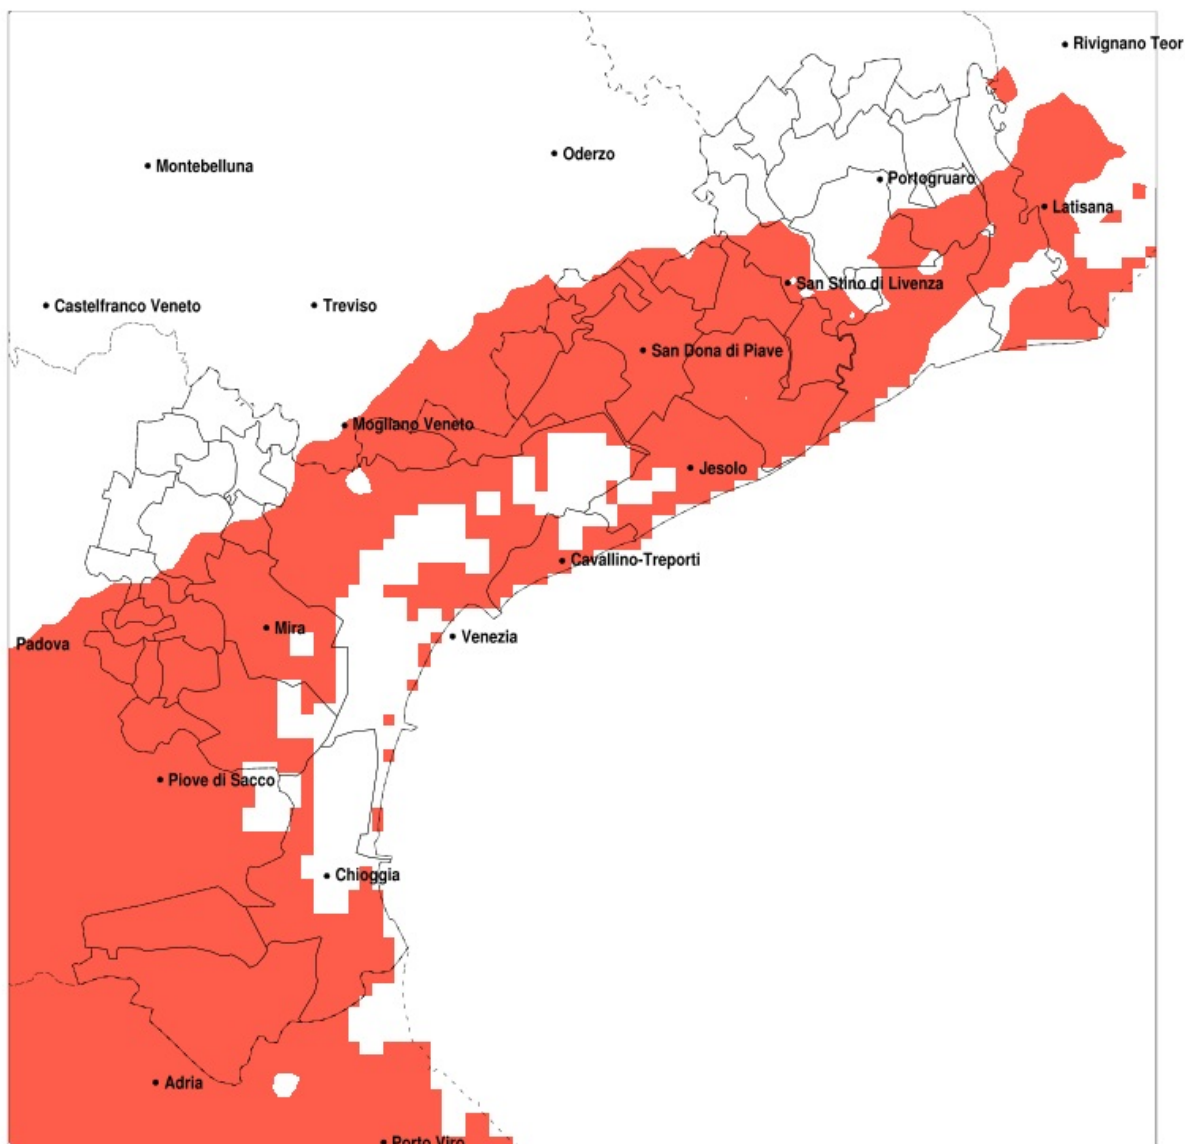 Rivignano Teor
Oderzo
Montebelluna
Portogruaro
Latisana
San Stino di Livenza
Castelfranco Veneto
Treviso
San Dona di Piave
Mogliano Veneto
Jesolo
Cavallino-Treporti
Mira
Venezia
Padova
Piove di Sacco
Chioggia
Adria
Porto Viro